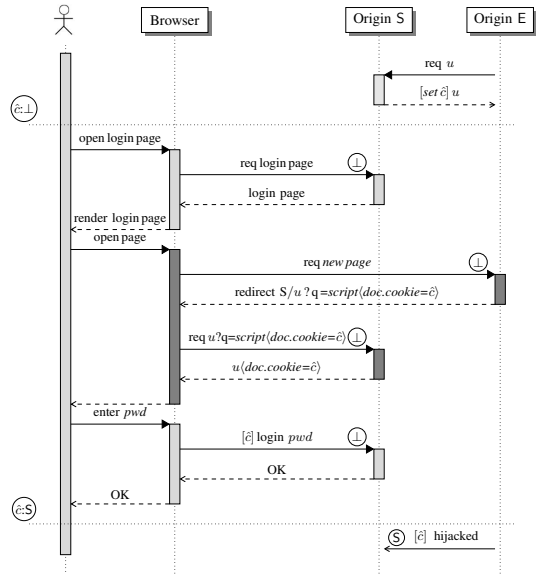 Browser
Origin S
Origin E
req u
[set ĉ] u
ĉ:⊥
open login page
req login page
⊥
login page
render login page
open page
req new page
⊥
redirect S/u ? q=script⟨doc.cookie=ĉ⟩
req u?q=script⟨doc.cookie=ĉ⟩
⊥
u⟨doc.cookie=ĉ⟩
enter pwd
[ĉ] login pwd
⊥
OK
OK
ĉ:S
S [ĉ] hijacked